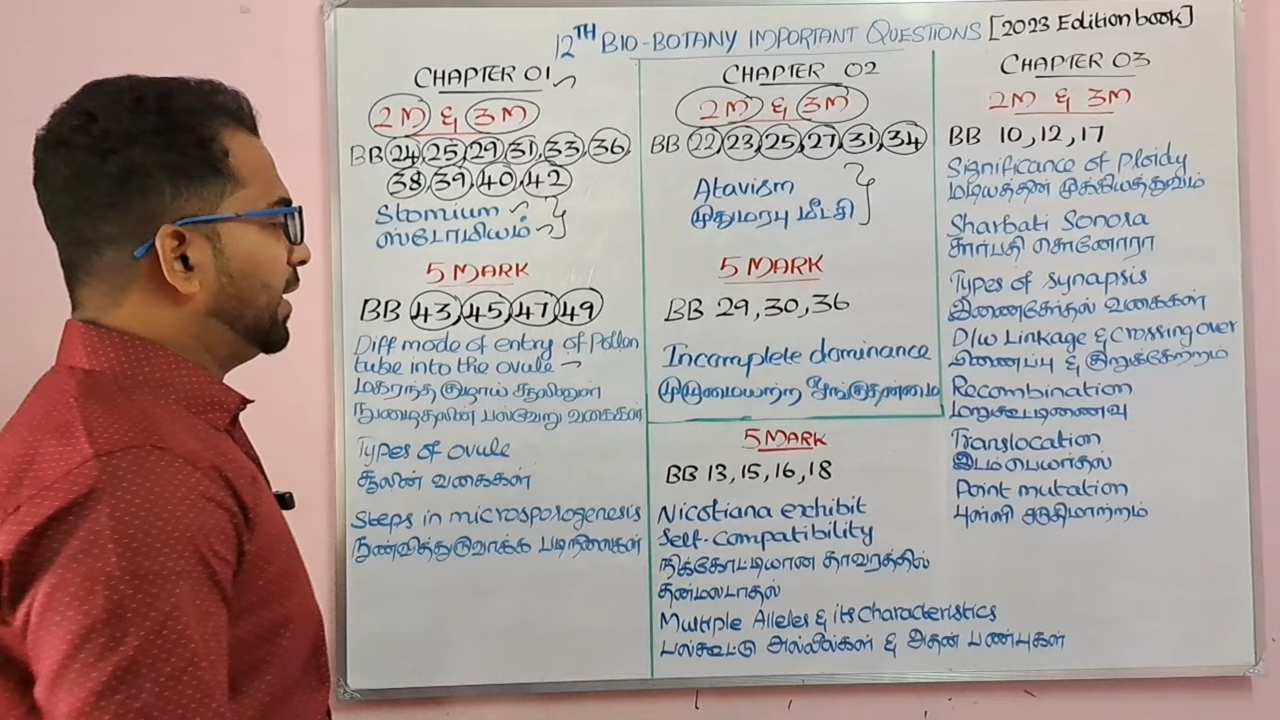 12TH BIO-BOTANY IMPORTANT QUESTIONS [2023 Edition book]
CHAPTER 01
2M & 3M
BB 24, 25, 29, 31, 33, 36
38, 39, 40, 42
Stomium
ஸ்டோமியம்
5 MARK
BB 43, 45, 47, 49
Diff mode of entry of Pollen
tube into the ovule
மகரந்த குழாய் சூலினுள்
நுழைதலின் பல்வேறு வகைகள்
Types of ovule
சூலின் வகைகள்
Steps in microsporogenesis
நுண்வித்துருவாக்க படிநிலைகள்
CHAPTER 02
2M & 3M
BB 22, 23, 25, 27, 31, 34
Atavism
முதுமரபு மீட்சி
5 MARK
BB 29, 30, 36
Incomplete dominance
முழுமையற்ற ஓங்குதன்மை
CHAPTER 03
2M & 3M
BB 10, 12, 17
Significance of Ploidy
மடியத்தின் முக்கியத்துவம்
Sharbati Sonora
சார்பதி சொனோரா
Types of synapsis
இணைசேர்தல் வகைகள்
D/w Linkage & Crossing over
பிணைப்பு & குறுக்கேற்றம்
Recombination
மறுகூட்டிணைவு
Translocation
இடம்பெயர்தல்
Point mutation
புள்ளி சடுதிமாற்றம்
5 MARK
BB 13, 15, 16, 18
Nicotiana exhibit
Self-Compatibility
நிக்கோட்டியானா தாவரத்தில்
தன்மலடாதல்
Multiple Alleles & its characteristics
பல்கூட்டு அல்லீல்கள் & அதன் பண்புகள்